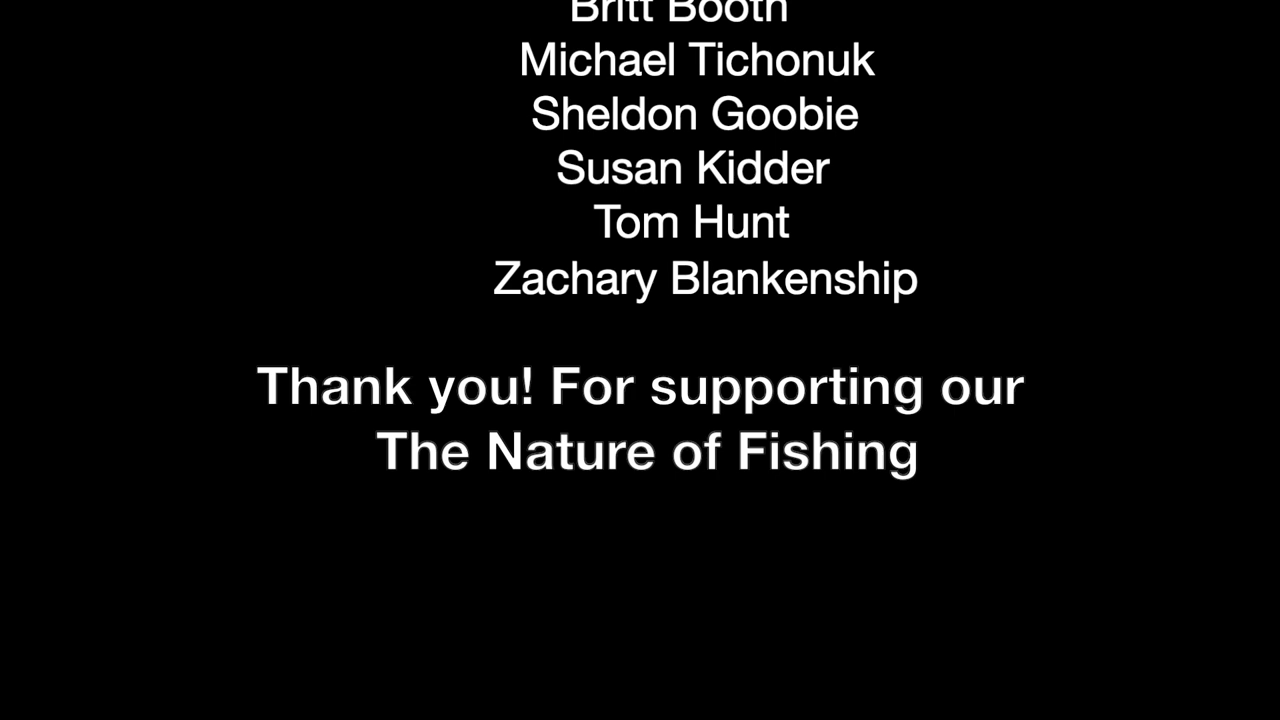 Britt Booth
Michael Tichonuk
Sheldon Goobie
Susan Kidder
Tom Hunt
Zachary Blankenship
Thank you! For supporting our
The Nature of Fishing